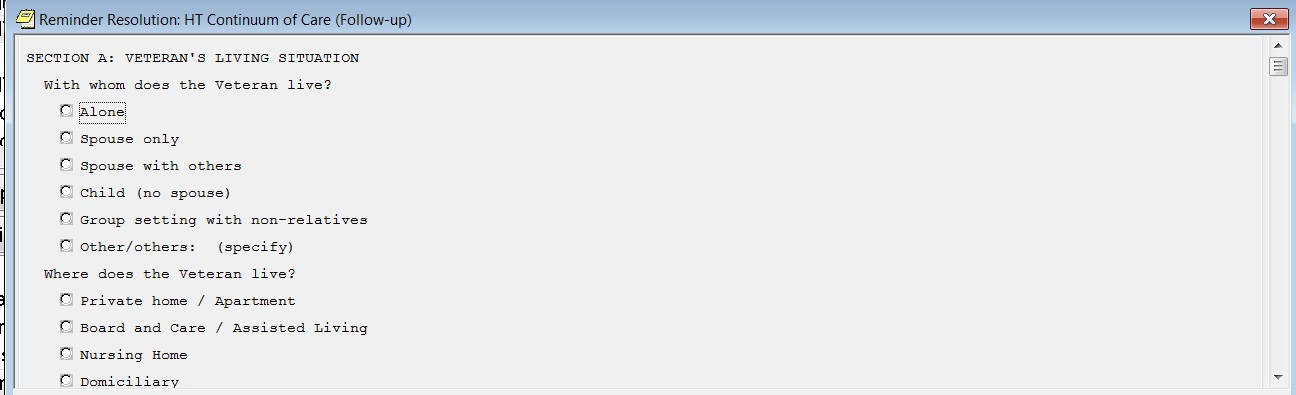 Reminder Resolution: HT Continuum of Care (Follow-up)
SECTION A: VETERAN'S LIVING SITUATION
With whom does the Veteran live?
Alone
Spouse only
Spouse with others
Child (no spouse)
Group setting with non-relatives
Other/others:  (specify)
Where does the Veteran live?
Private home / Apartment
Board and Care / Assisted Living
Nursing Home
Domiciliary